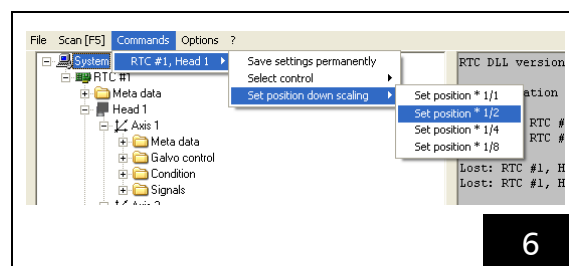 File Scan [F5] Commands Options ?
System RTC #1, Head 1 Save settings permanently RTC DLL version
RTC #1 Select control
Meta data Set position down scaling Set position * 1/1 ation
Head 1 Set position * 1/2
Axis 1 Set position * 1/4 RTC #
Meta data Set position * 1/8 RTC #
Galvo control Lost: RTC #1, H
Condition Lost: RTC #1, H
Signals
6